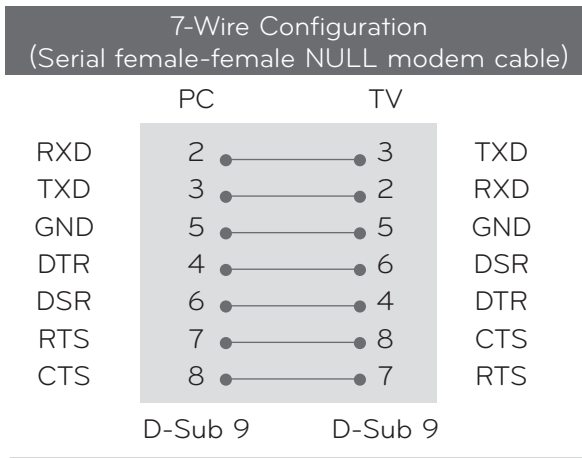 7-Wire Configuration
(Serial female-female NULL modem cable)
PC TV
RXD 2 3 TXD
TXD 3 2 RXD
GND 5 5 GND
DTR 4 6 DSR
DSR 6 4 DTR
RTS 7 8 CTS
CTS 8 7 RTS
D-Sub 9 D-Sub 9